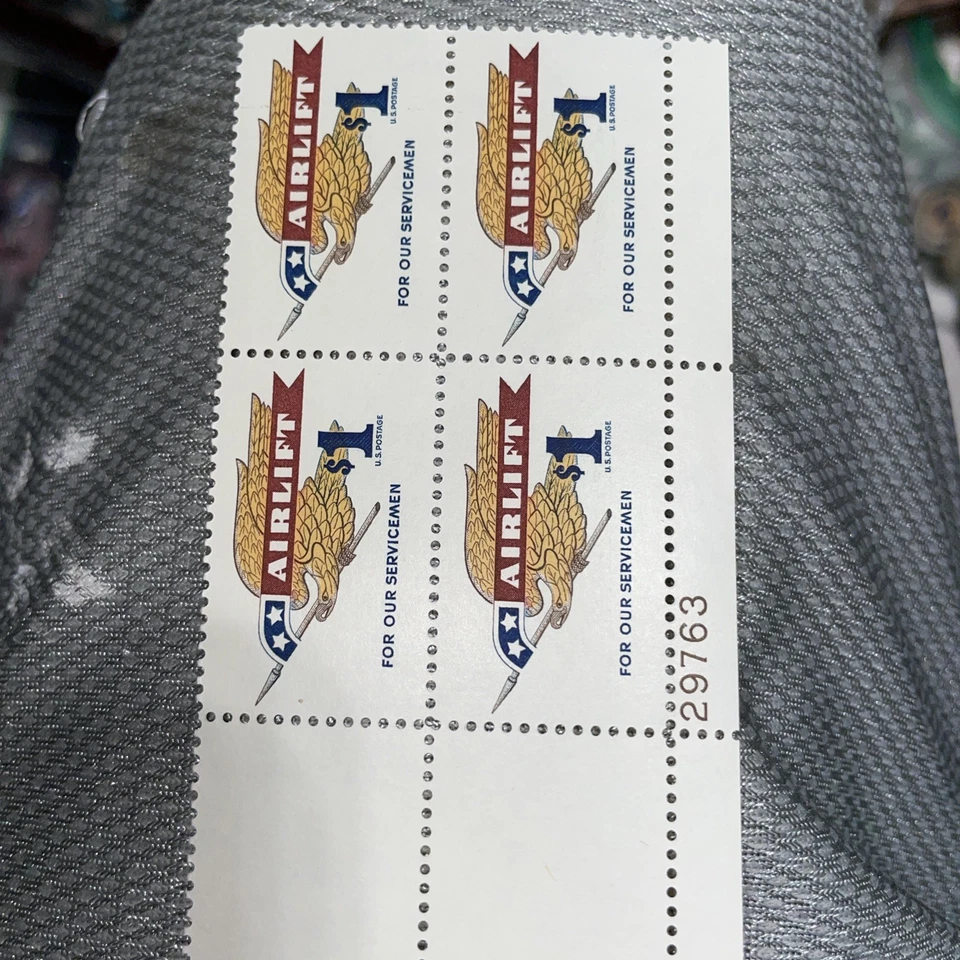 AIRLIFT
$1
U.S. POSTAGE
FOR OUR SERVICEMEN
AIRLIFT
$1
U.S. POSTAGE
FOR OUR SERVICEMEN
AIRLIFT
$1
U.S. POSTAGE
FOR OUR SERVICEMEN
AIRLIFT
$1
U.S. POSTAGE
FOR OUR SERVICEMEN
29763